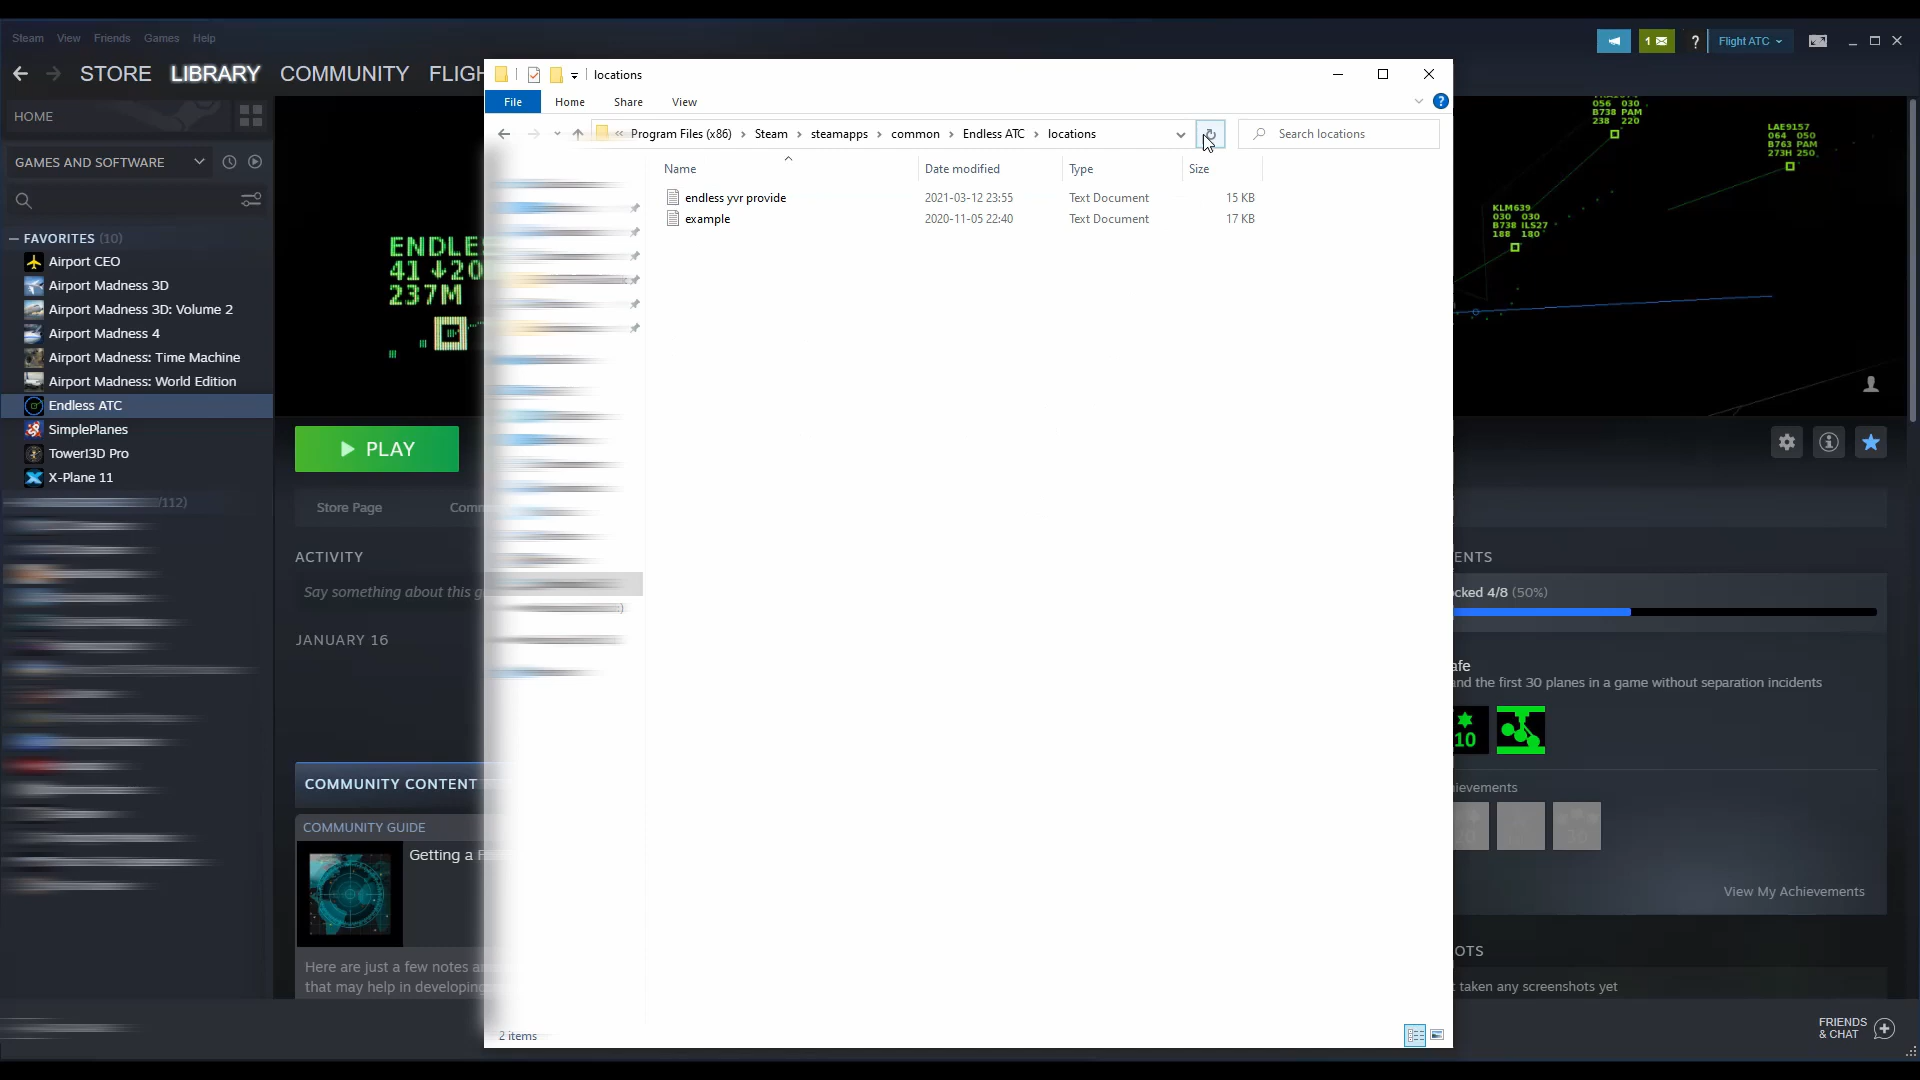 Steam View Friends Games Help
1
?
Flight ATC
STORE LIBRARY COMMUNITY
HOME
GAMES AND SOFTWARE
FAVORITES (10)
Airport CEO
Airport Madness 3D
Airport Madness 3D: Volume 2
Airport Madness 4
Airport Madness: Time Machine
Airport Madness: World Edition
Endless ATC
SimplePlanes
Tower!3D Pro
X-Plane 11
/112)
41 ↓20
237M
PLAY
Store Page
ACTIVITY
Say something about this
JANUARY 16
COMMUNITY CONTENT
COMMUNITY GUIDE
Getting a
Here are just a few notes
that may help in developing
locations
File Home Share View
?
« Program Files (x86) › Steam › steamapps › common › Endless ATC › locations
Search locations
Name Date modified Type Size
endless yvr provide 2021-03-12 23:55 Text Document 15 KB
example 2020-11-05 22:40 Text Document 17 KB
2 items
056 030
B738 PAM
238 220
LAE9157
064 050
B763 PAM
273H 250
KLM639
030 030
B738 ILS27
188 180
ENTS
cked 4/8 (50%)
afe
nd the first 30 planes in a game without separation incidents
10
ievements
View My Achievements
OTS
taken any screenshots yet
FRIENDS
& CHAT